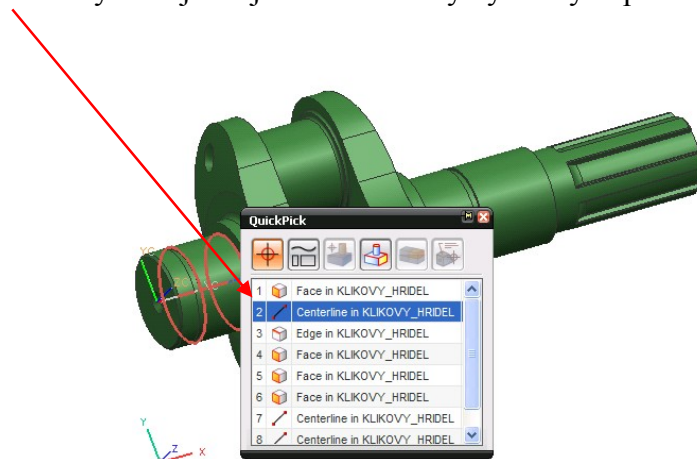 QuickPick
1 Face in KLIKOVY_HRIDEL
2 Centerline in KLIKOVY_HRIDEL
3 Edge in KLIKOVY_HRIDEL
4 Face in KLIKOVY_HRIDEL
5 Face in KLIKOVY_HRIDEL
6 Face in KLIKOVY_HRIDEL
7 Centerline in KLIKOVY_HRIDEL
8 Centerline in KLIKOVY_HRIDEL
YC
Y
Z
X